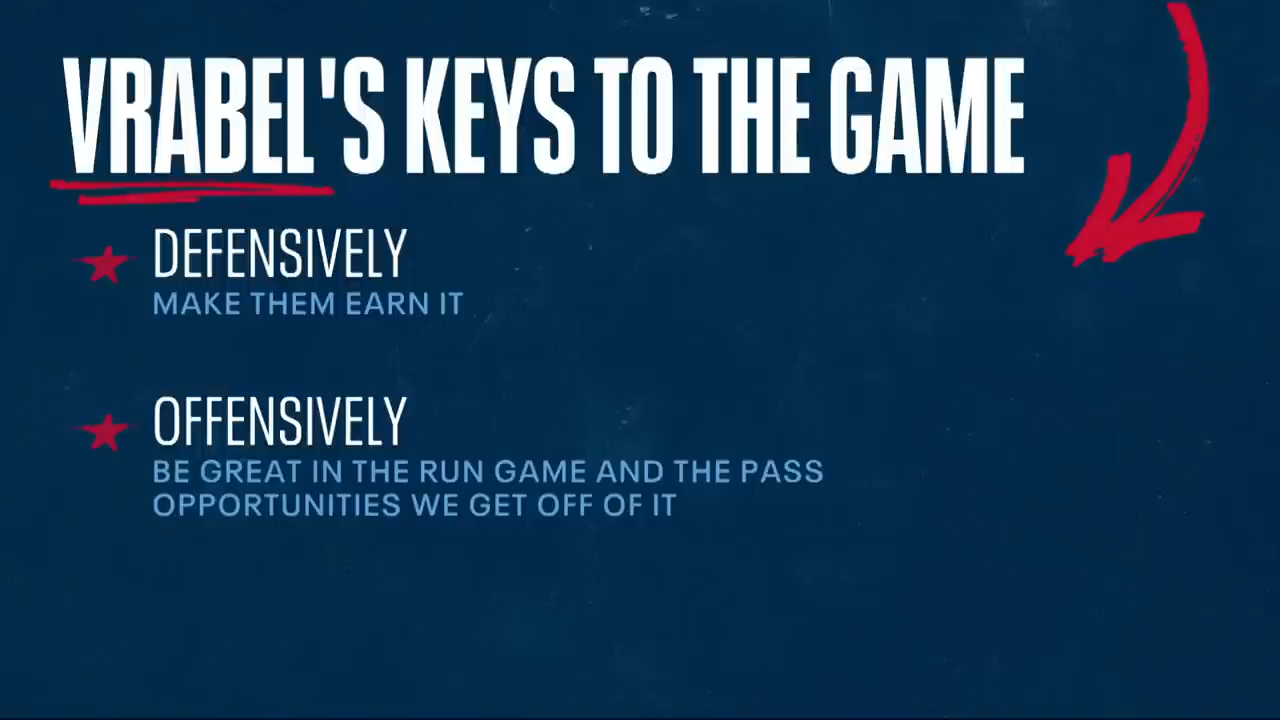 VRABEL'S KEYS TO THE GAME
DEFENSIVELY
MAKE THEM EARN IT
OFFENSIVELY
BE GREAT IN THE RUN GAME AND THE PASS
OPPORTUNITIES WE GET OFF OF IT